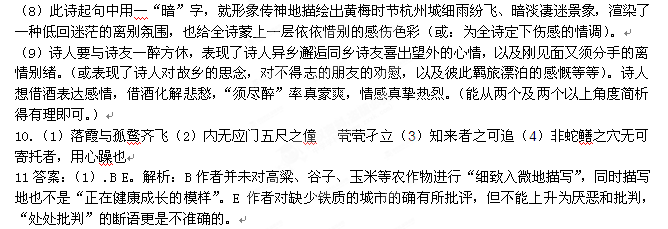 （8）此诗起句中用一“暗”字，就形象传神地描绘出黄梅时节杭州城细雨纷飞、暗淡凄迷景象，渲染了
一种低回迷茫的离别氛围，也给全诗蒙上一层依依惜别的感伤色彩（或：为全诗定下伤感的情调）。
（9）诗人要与诗友一醉方休，表现了诗人异乡邂逅同乡诗友喜出望外的心情，以及刚见面又须分手的离
情别绪。（或表现了诗人对故乡的思念，对不得志的朋友的劝慰，以及彼此羁旅漂泊的感慨等等）。诗人
想借酒表达感情，借酒化解悲愁，“须尽醉”率真豪爽，情感真挚热烈。（能从两个及两个以上角度简析
得有理即可。）
10.（1）落霞与孤鹜齐飞（2）内无应门五尺之僮　　茕茕孑立（3）知来者之可追（4）非蛇鳝之穴无可
寄托者，用心躁也
11 答案：（1）.B E。解析：B 作者并未对高粱、谷子、玉米等农作物进行“细致入微地描写”，同时描写
地也不是“正在健康成长的模样”。E 作者对缺少铁质的城市的确有所批评，但不能上升为厌恶和批判，
“处处批判”的断语更是不准确的。